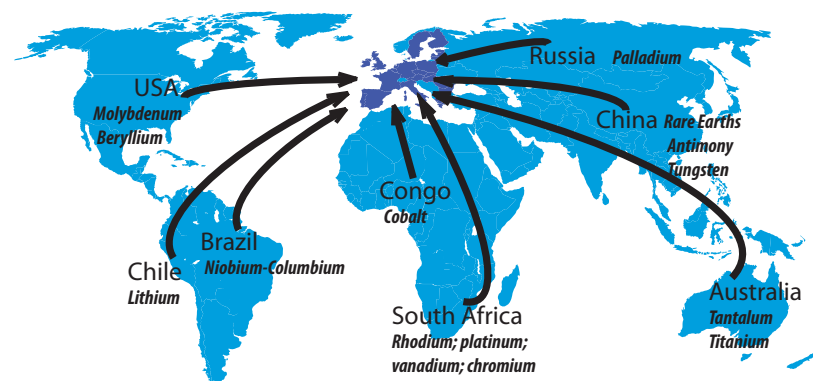 Russia Palladium
USA
Molybdenum
Beryllium
China Rare Earths
Antimony
Tungsten
Congo
Cobalt
Brazil
Niobium-Columbium
Chile
Lithium
South Africa
Rhodium; platinum;
vanadium; chromium
Australia
Tantalum
Titanium